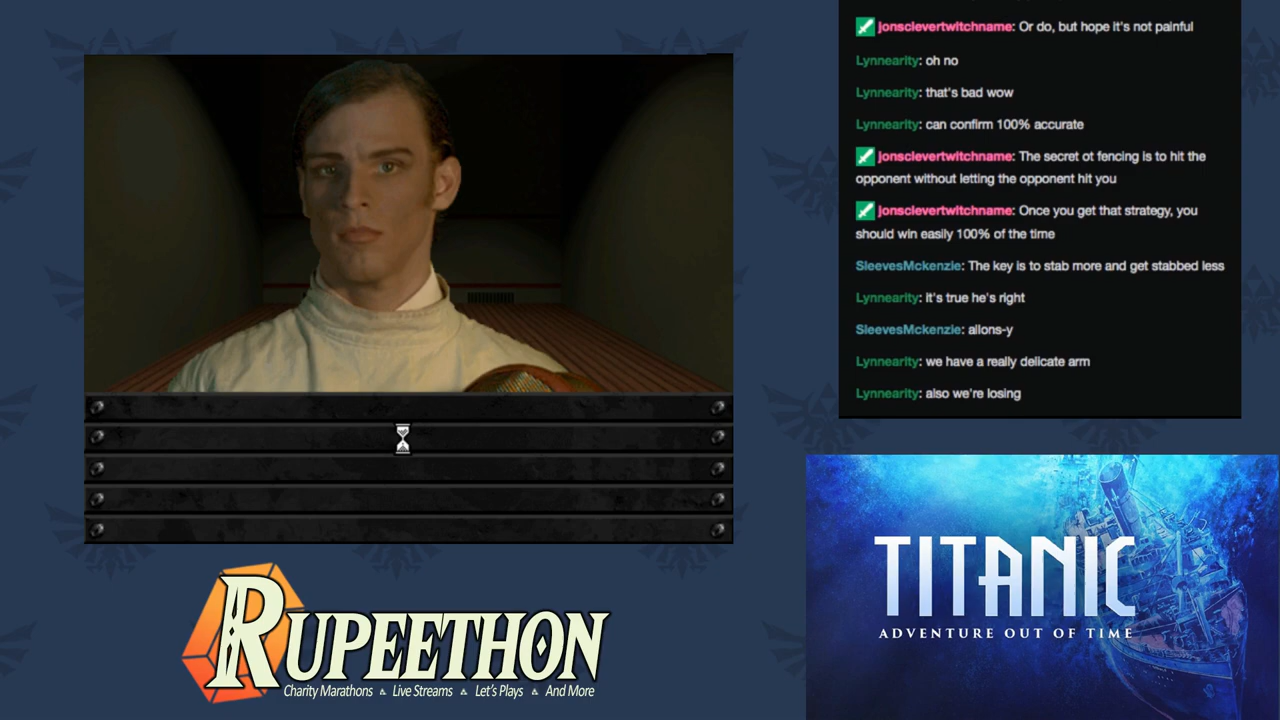 jonsclevertwitchname: Or do, but hope it's not painful
Lynnearity: oh no
Lynnearity: that's bad wow
Lynnearity: can confirm 100% accurate
jonsclevertwitchname: The secret ot fencing is to hit the
opponent without letting the opponent hit you
jonsclevertwitchname: Once you get that strategy, you
should win easily 100% of the time
SleevesMckenzie: The key is to stab more and get stabbed less
Lynnearity: it's true he's right
SleevesMckenzie: allons-y
Lynnearity: we have a really delicate arm
Lynnearity: also we're losing
TITANIC
ADVENTURE OUT OF TIME
RUPEETHON
Charity Marathons Live Streams Let's Plays And More